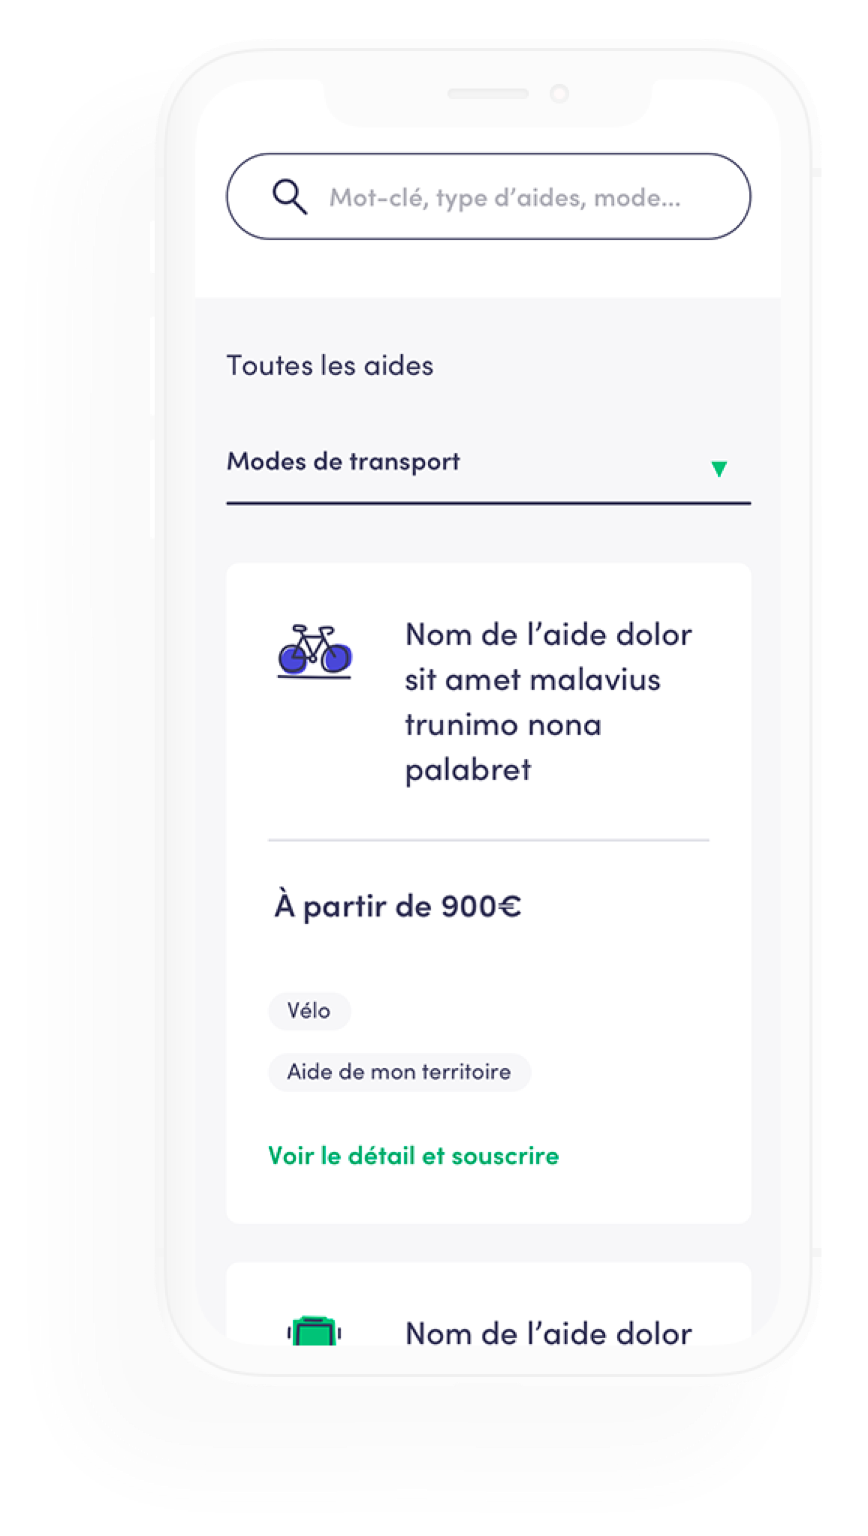 Mot-clé, type d’aides, mode...
Toutes les aides
Modes de transport
Nom de l’aide dolor
sit amet malavius
trunimo nona
palabret
À partir de 900€
Vélo
Aide de mon territoire
Voir le détail et souscrire
Nom de l’aide dolor